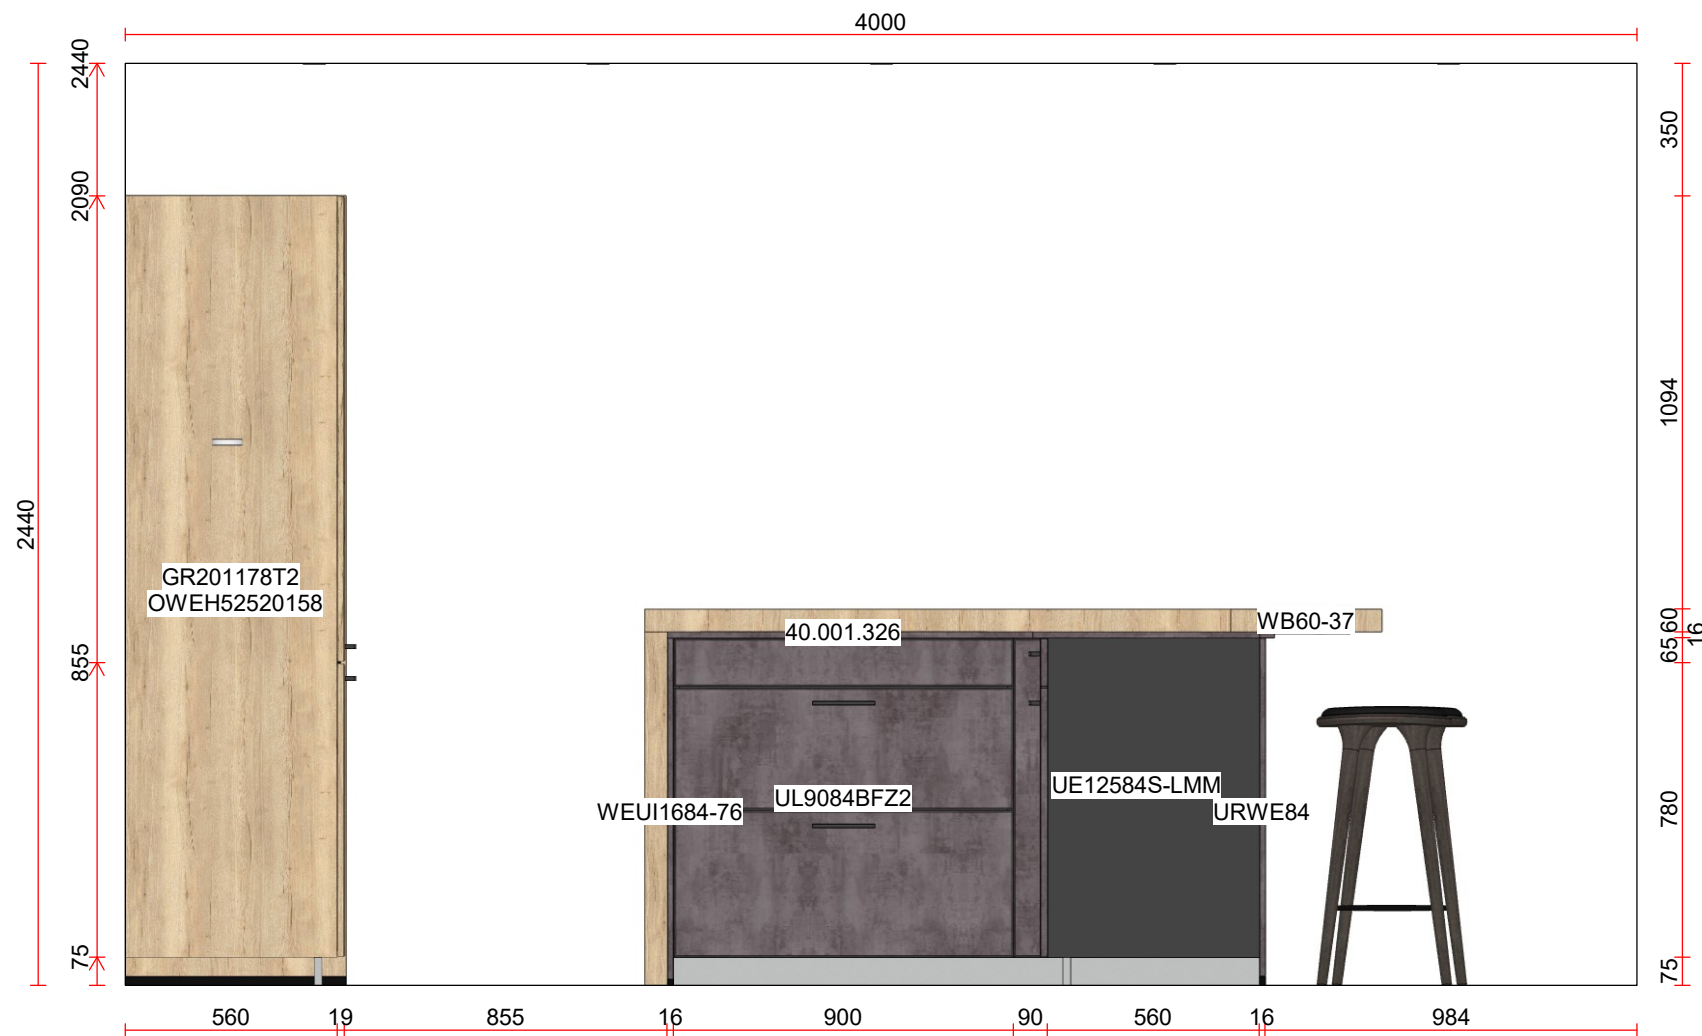 4000
2440
2440
2090
855
75
350
1094
60
16
65
780
75
GR201178T2
OWEH52520158
WB60-37
40.001.326
UE12584S-LMM
UL9084BFZ2
WEUI1684-76
URWE84
560 19 855 16 900 90 560 16 984